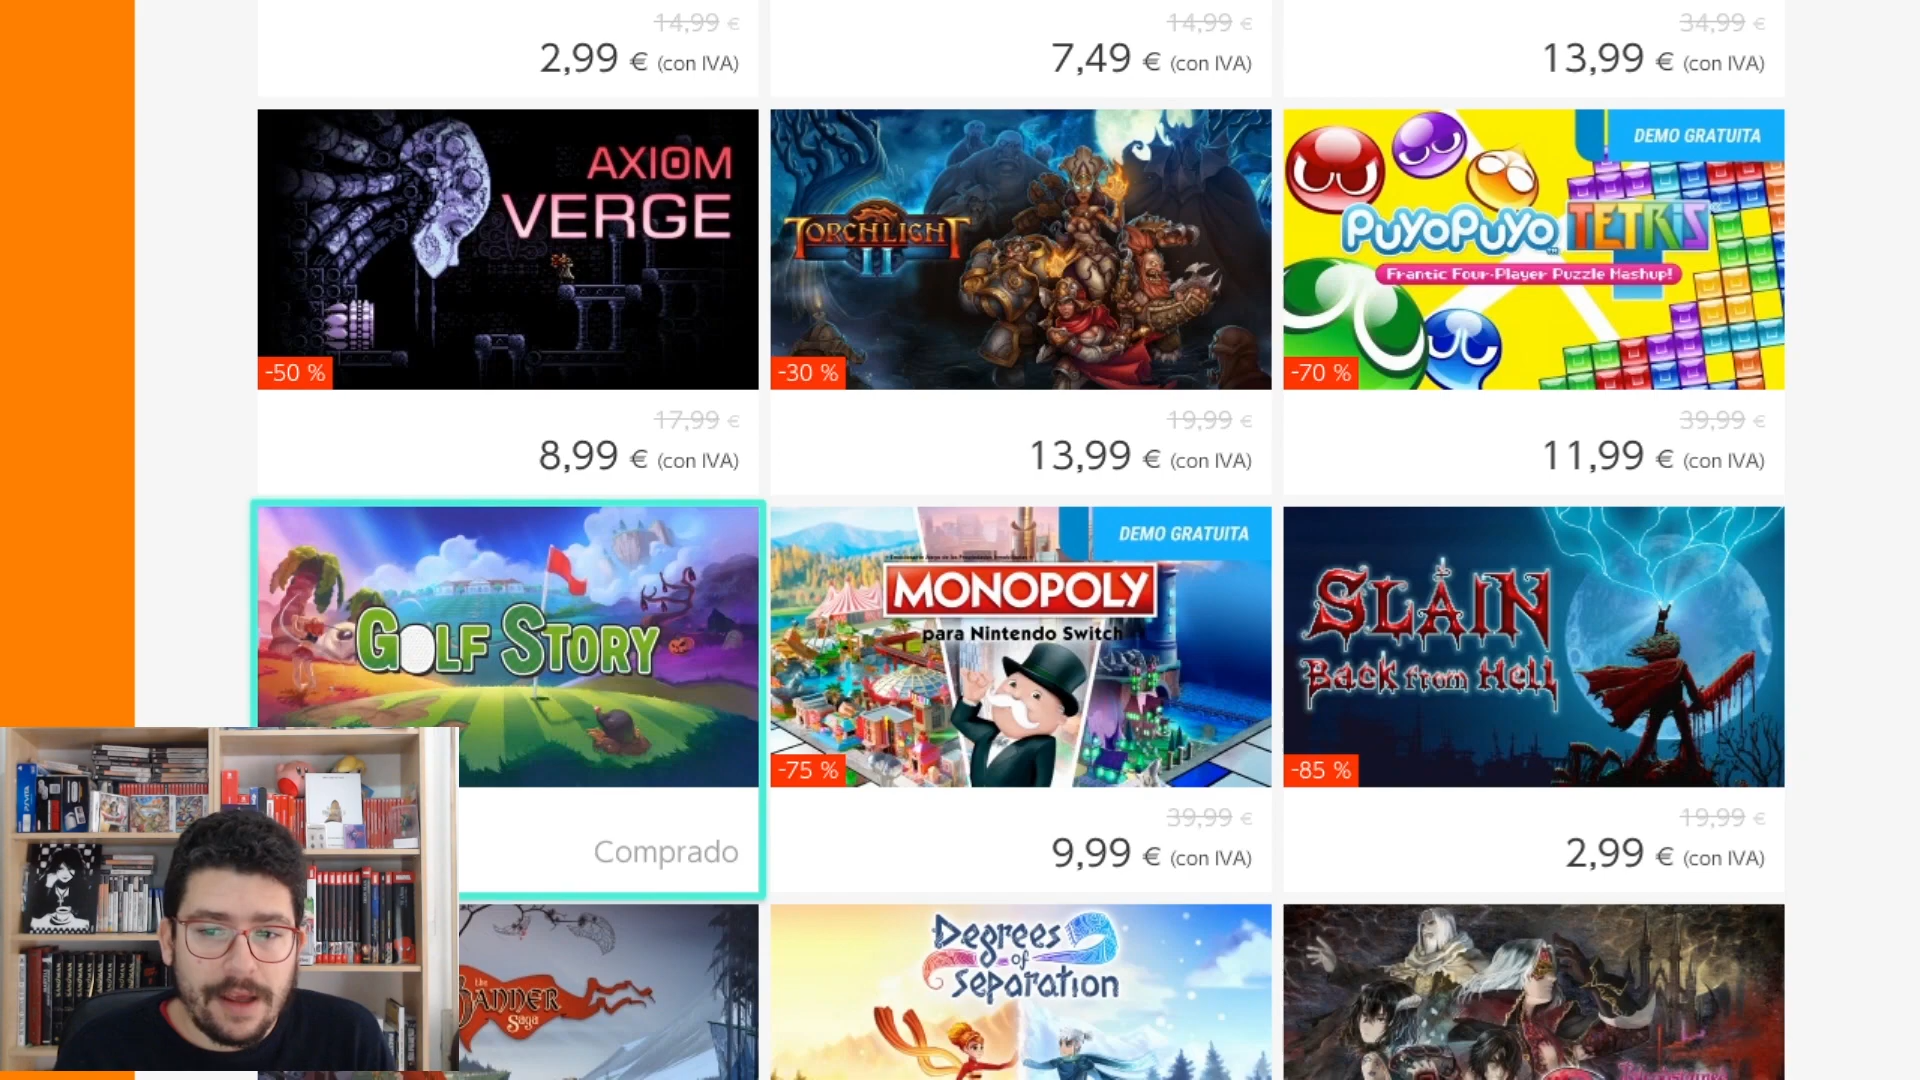 14,99 €
2,99 € (con IVA)
14,99 €
7,49 € (con IVA)
34,99 €
13,99 € (con IVA)
AXIOM
VERGE
-50 %
17,99 €
8,99 € (con IVA)
TORCHLIGHT
II
-30 %
19,99 €
13,99 € (con IVA)
DEMO GRATUITA
PUYOPUYO TETRIS
Frantic Four-Player Puzzle Mashup!
-70 %
39,99 €
11,99 € (con IVA)
GOLF STORY
Comprado
DEMO GRATUITA
MONOPOLY
para Nintendo Switch
-75 %
39,99 €
9,99 € (con IVA)
SLAIN
Back from Hell
-85 %
19,99 €
2,99 € (con IVA)
the
BANNER
Saga
Degrees
of
separation
PSVITA